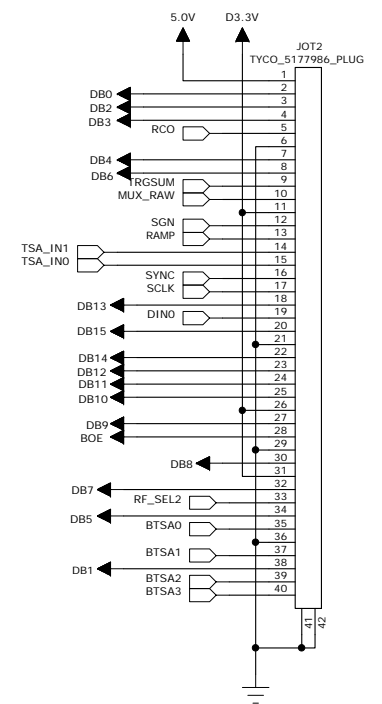 5.0V D3.3V
JOT2
TYCO_5177986_PLUG
1
DB0 2
DB2 3
DB3 4
RCO 5
6
DB4 7
DB6 8
TRGSUM 9
MUX_RAW 10
11
SGN 12
RAMP 13
TSA_IN1 14
TSA_IN0 15
SYNC 16
SCLK 17
DB13 18
DIN0 19
DB15 20
21
DB14 22
DB12 23
DB11 24
DB10 25
26
DB9 27
BOE 28
29
DB8 30
31
DB7 32
RF_SEL2 33
DB5 34
BTSA0 35
36
BTSA1 37
DB1 38
BTSA2 39
BTSA3 40
41 42